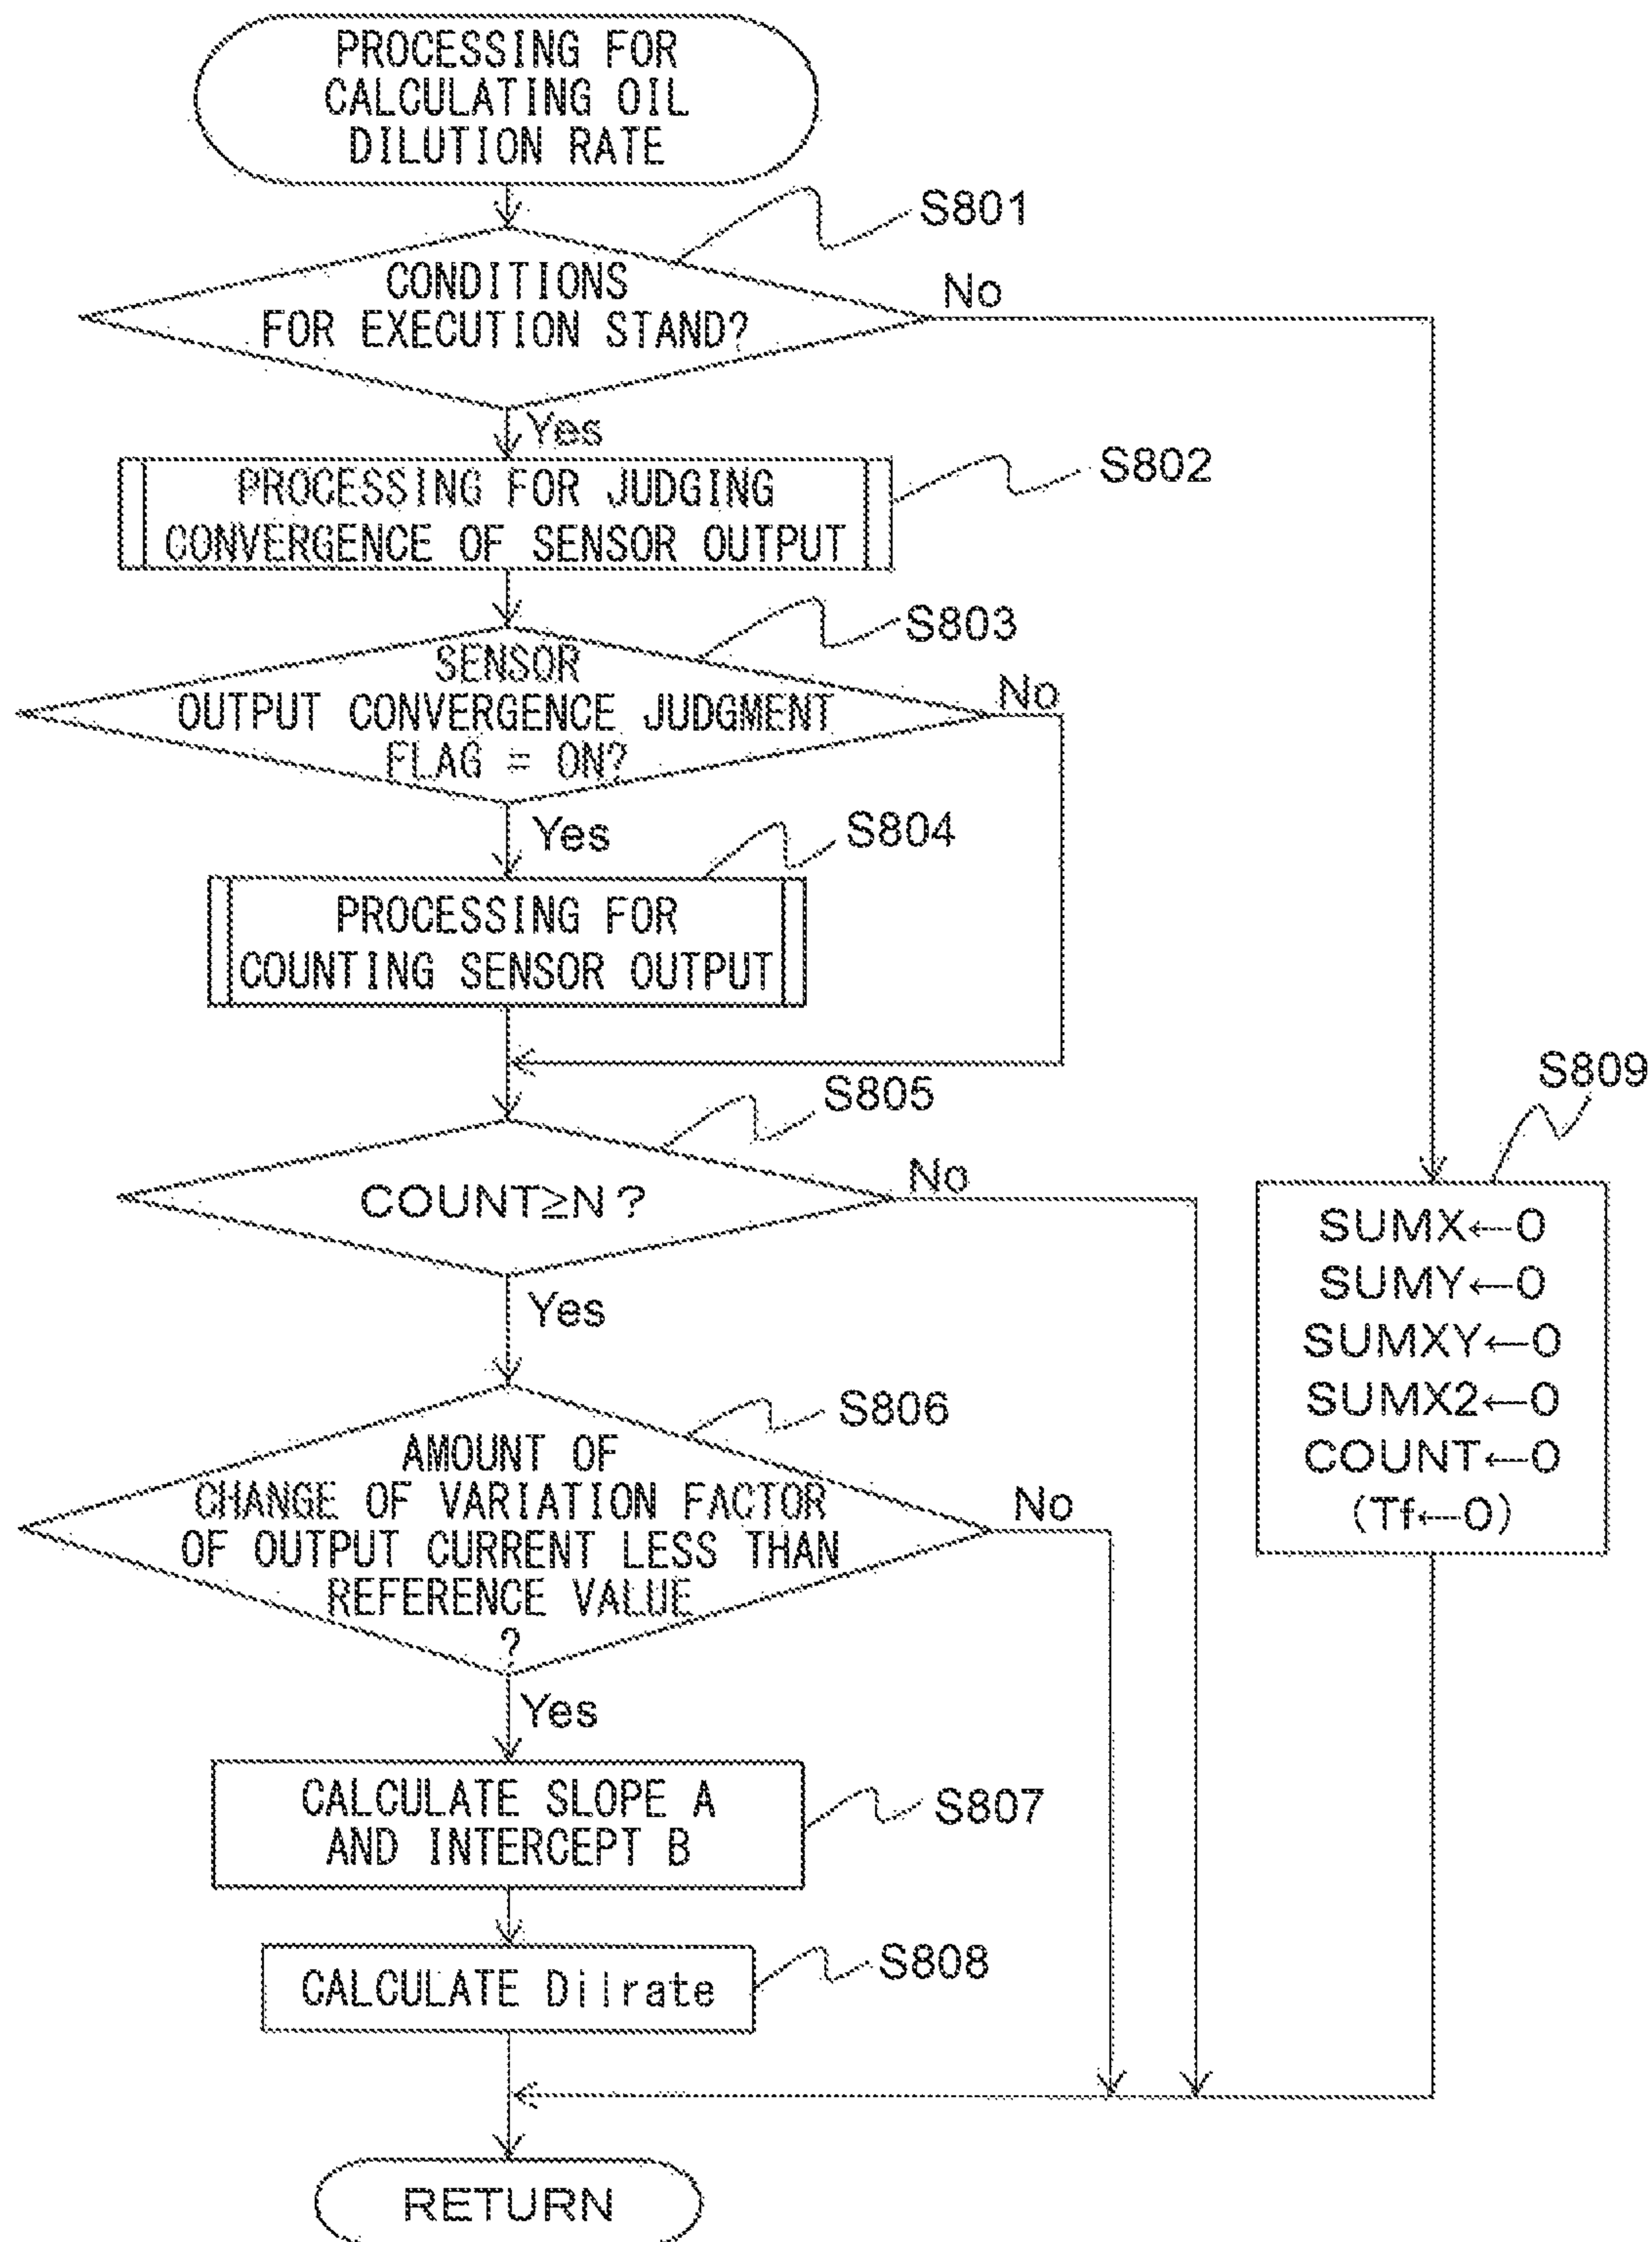 PROCESSING FOR
CALCULATING OIL
DILUTION RATE
S801
CONDITIONS
FOR EXECUTION STAND?
No
Yes
S802
PROCESSING FOR JUDGING
CONVERGENCE OF SENSOR OUTPUT
S803
SENSOR
OUTPUT CONVERGENCE JUDGMENT
FLAG = ON?
No
Yes
S804
PROCESSING FOR
COUNTING SENSOR OUTPUT
S805
COUNT≥N?
No
Yes
S806
AMOUNT OF
CHANGE OF VARIATION FACTOR
OF OUTPUT CURRENT LESS THAN
REFERENCE VALUE
?
No
Yes
S807
CALCULATE SLOPE A
AND INTERCEPT B
S808
CALCULATE Dilrate
S809
SUMX←0
SUMY←0
SUMXY←0
SUMX2←0
COUNT←0
(Tf←0)
RETURN